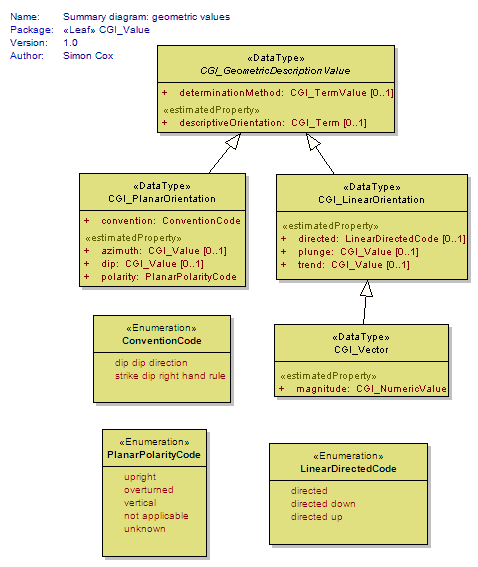 Name: Summary diagram: geometric values
Package: «Leaf» CGI_Value
Version: 1.0
Author: Simon Cox
«DataType»
CGI_GeometricDescriptionValue
+ determinationMethod: CGI_TermValue [0..1]
«estimatedProperty»
+ descriptiveOrientation: CGI_Term [0..1]
«DataType»
CGI_PlanarOrientation
+ convention: ConventionCode
«estimatedProperty»
+ azimuth: CGI_Value [0..1]
+ dip: CGI_Value [0..1]
+ polarity: PlanarPolarityCode
«DataType»
CGI_LinearOrientation
«estimatedProperty»
+ directed: LinearDirectedCode [0..1]
+ plunge: CGI_Value [0..1]
+ trend: CGI_Value [0..1]
«Enumeration»
ConventionCode
dip dip direction
strike dip right hand rule
«DataType»
CGI_Vector
«estimatedProperty»
+ magnitude: CGI_NumericValue
«Enumeration»
PlanarPolarityCode
upright
overturned
vertical
not applicable
unknown
«Enumeration»
LinearDirectedCode
directed
directed down
directed up